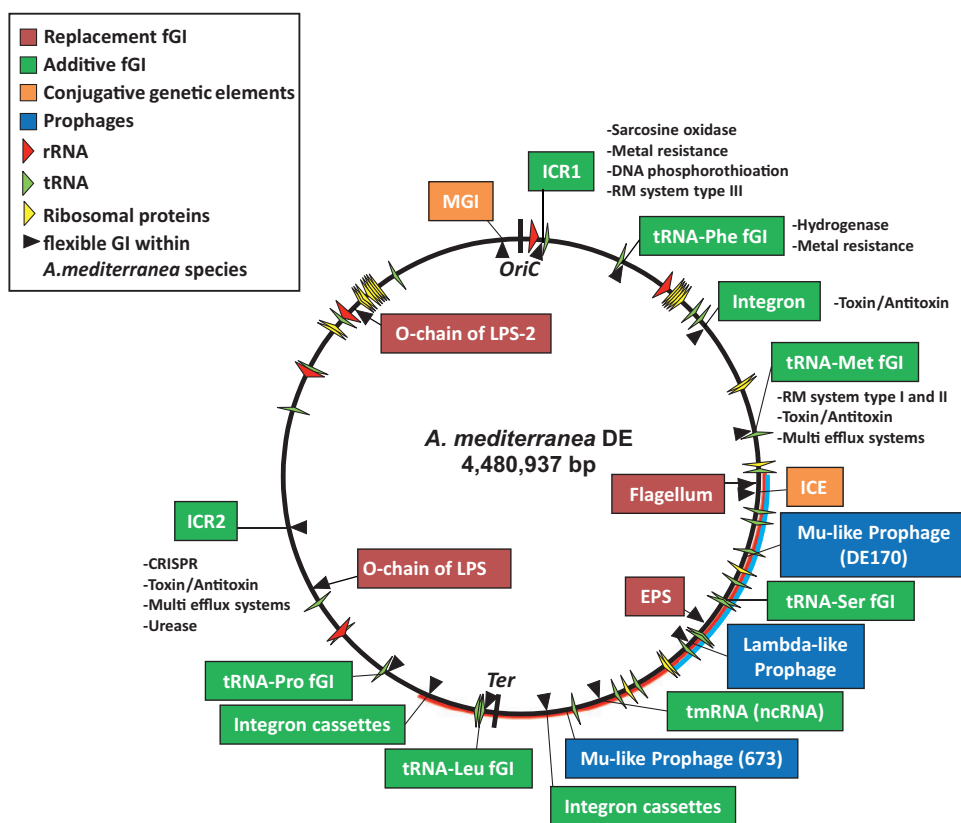 Replacement fGI
Additive fGI
Conjugative genetic elements
Prophages
rRNA
tRNA
Ribosomal proteins
flexible GI within
A.mediterranea species
-Sarcosine oxidase
-Metal resistance
-DNA phosphorothioation
-RM system type III
ICR1
MGI
OriC
tRNA-Phe fGI
-Hydrogenase
-Metal resistance
Integron
-Toxin/Antitoxin
O-chain of LPS-2
tRNA-Met fGI
-RM system type I and II
-Toxin/Antitoxin
-Multi efflux systems
A. mediterranea DE
4,480,937 bp
Flagellum
ICE
ICR2
-CRISPR
-Toxin/Antitoxin
-Multi efflux systems
-Urease
Mu-like Prophage
(DE170)
O-chain of LPS
EPS
tRNA-Ser fGI
Lambda-like
Prophage
tRNA-Pro fGI
Ter
tmRNA (ncRNA)
Integron cassettes
tRNA-Leu fGI
Mu-like Prophage (673)
Integron cassettes